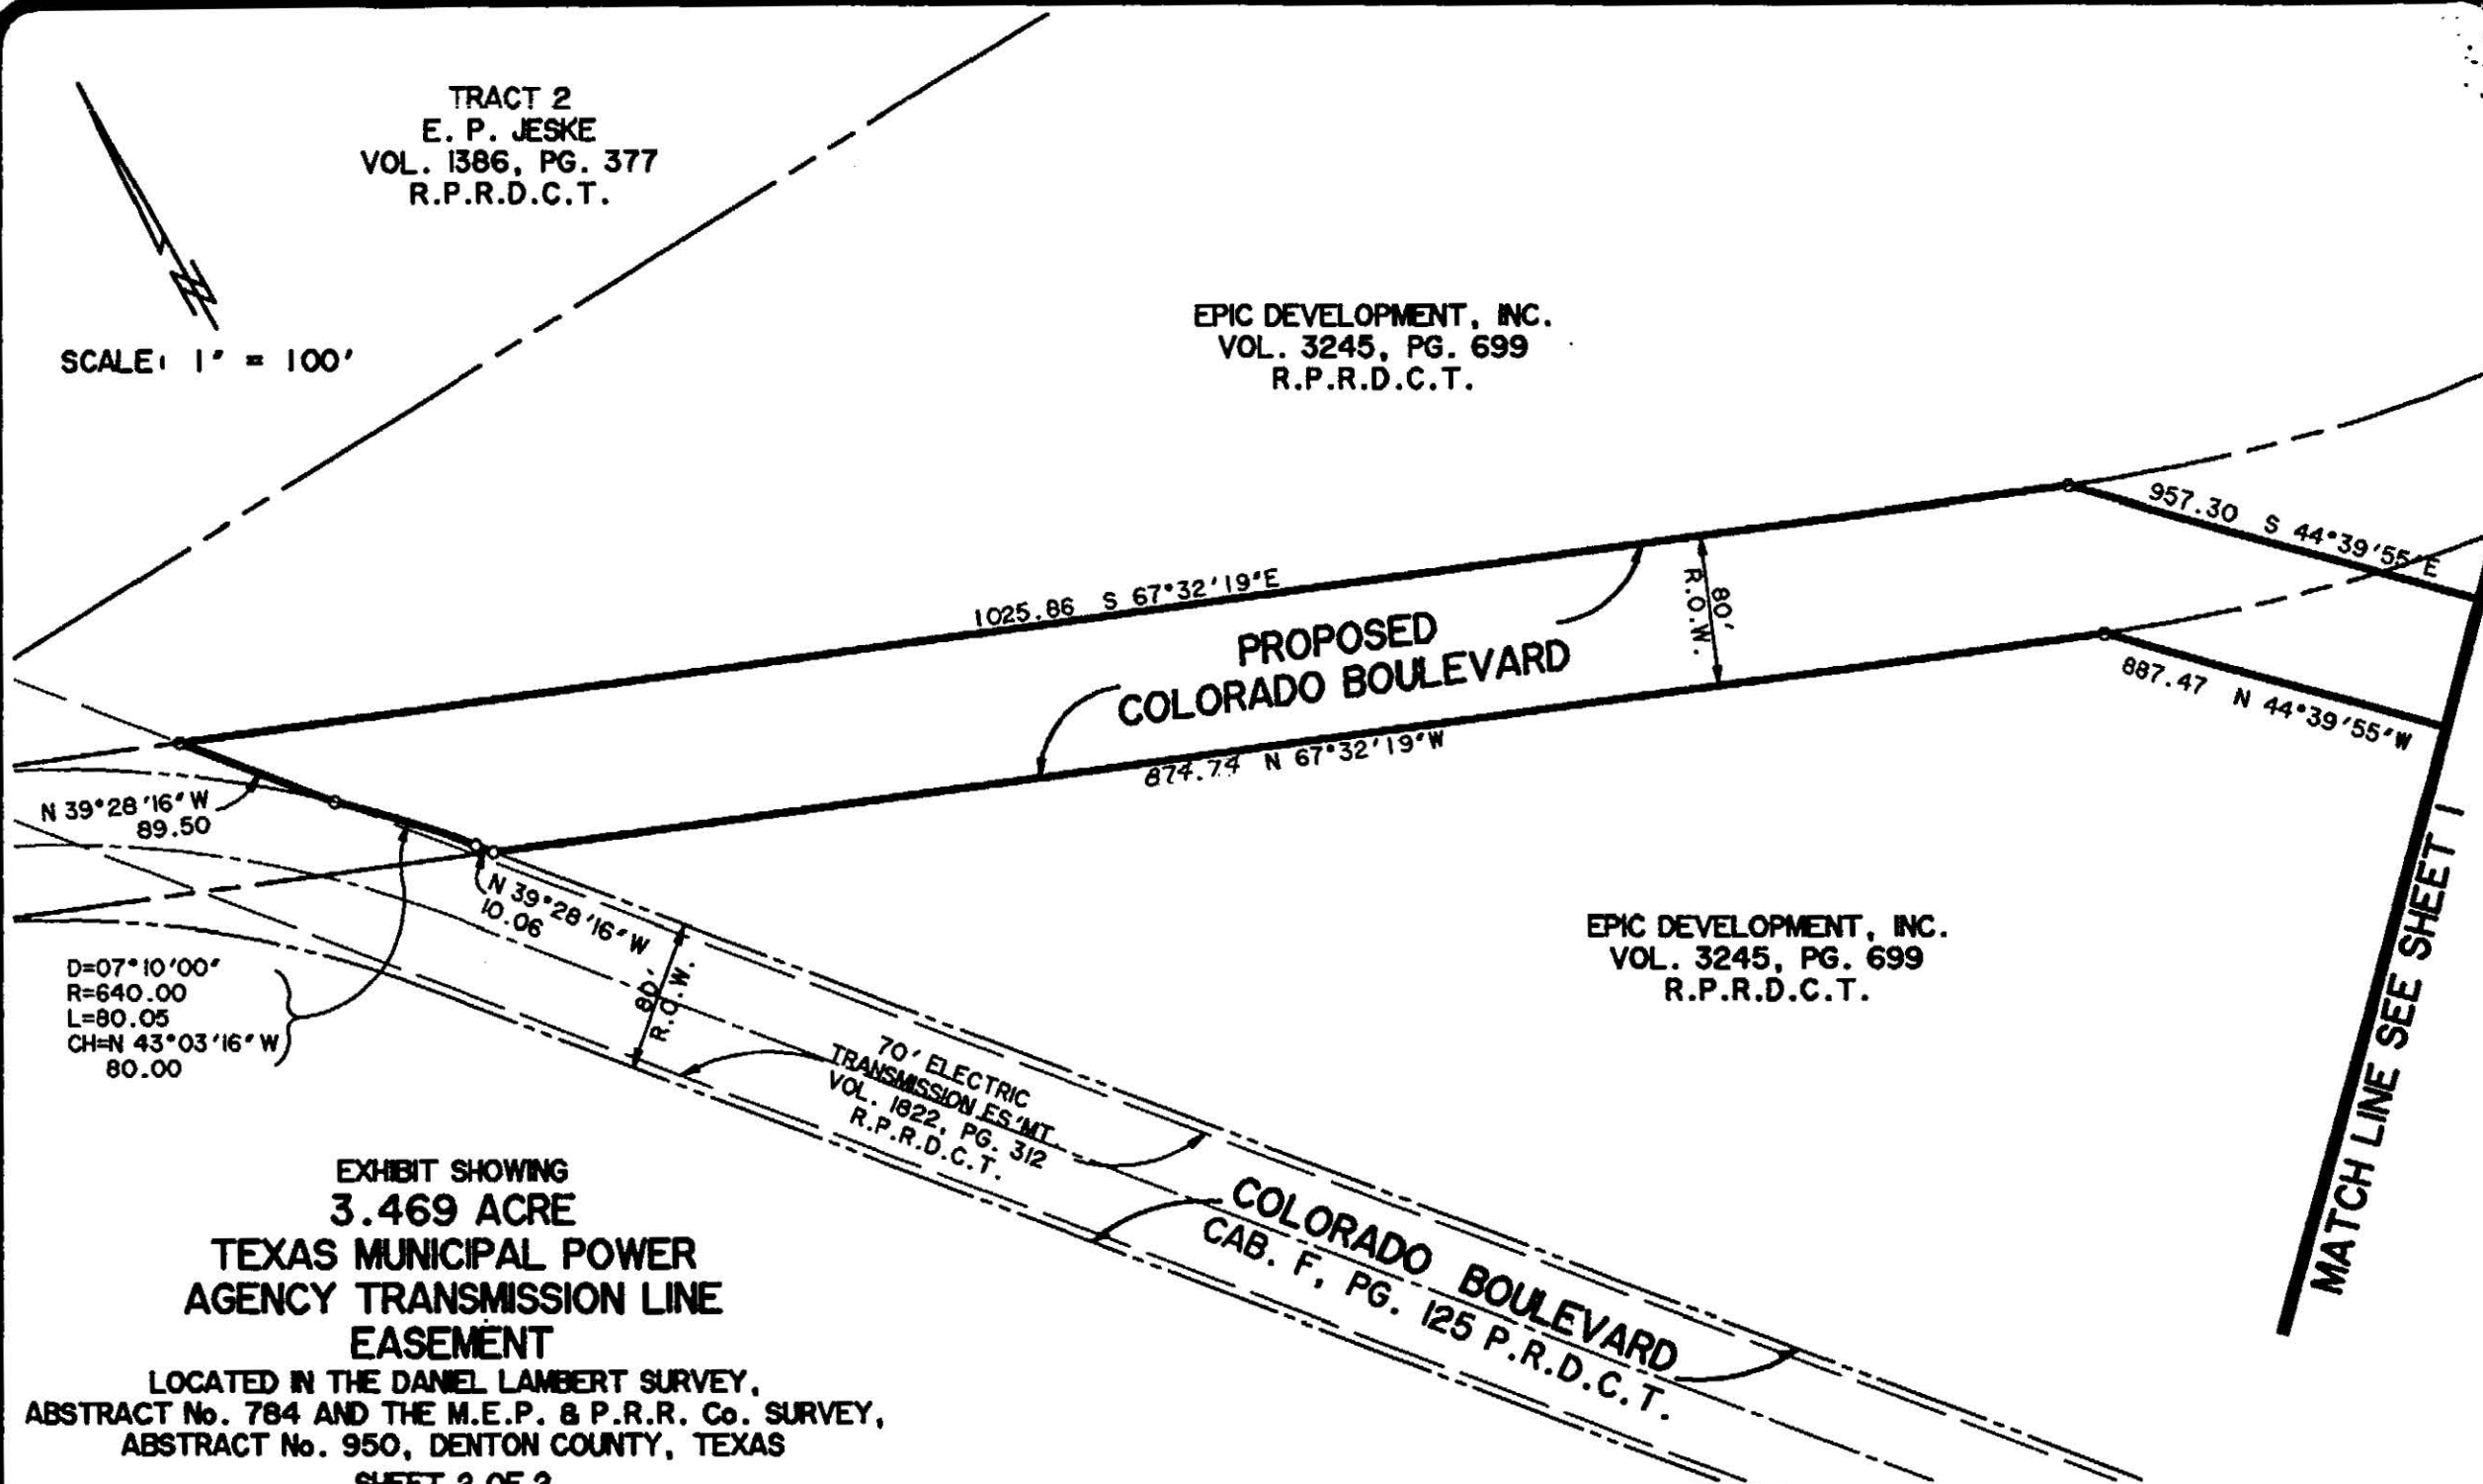 TRACT 2
E. P. JESKE
VOL. 1386, PG. 377
R.P.R.D.C.T.
SCALE: 1" = 100'
EPIC DEVELOPMENT, INC.
VOL. 3245, PG. 699
R.P.R.D.C.T.
957.30 S 44°39'55"E
1025.86 S 67°32'19"E
80'
R.O.W.
PROPOSED
COLORADO BOULEVARD
887.47 N 44°39'55"W
874.74 N 67°32'19"W
N 39°28'16"W
89.50
N 39°28'16"W
10.06
D=07°10'00"
R=640.00
L=80.05
CH=N 43°03'16" W
80.00
80'
R.O.W.
EPIC DEVELOPMENT, INC.
VOL. 3245, PG. 699
R.P.R.D.C.T.
MATCH LINE SEE SHEET 1
70' ELECTRIC
TRANSMISSION ES'MT.
VOL. 1822, PG. 312
R.P.R.D.C.T.
COLORADO BOULEVARD
CAB. F, PG. 125 P.R.D.C.T.
EXHIBIT SHOWING
3.469 ACRE
TEXAS MUNICIPAL POWER
AGENCY TRANSMISSION LINE
EASEMENT
LOCATED IN THE DANIEL LAMBERT SURVEY,
ABSTRACT No. 784 AND THE M.E.P. & P.R.R. Co. SURVEY,
ABSTRACT No. 950, DENTON COUNTY, TEXAS
SHEET 2 OF 2